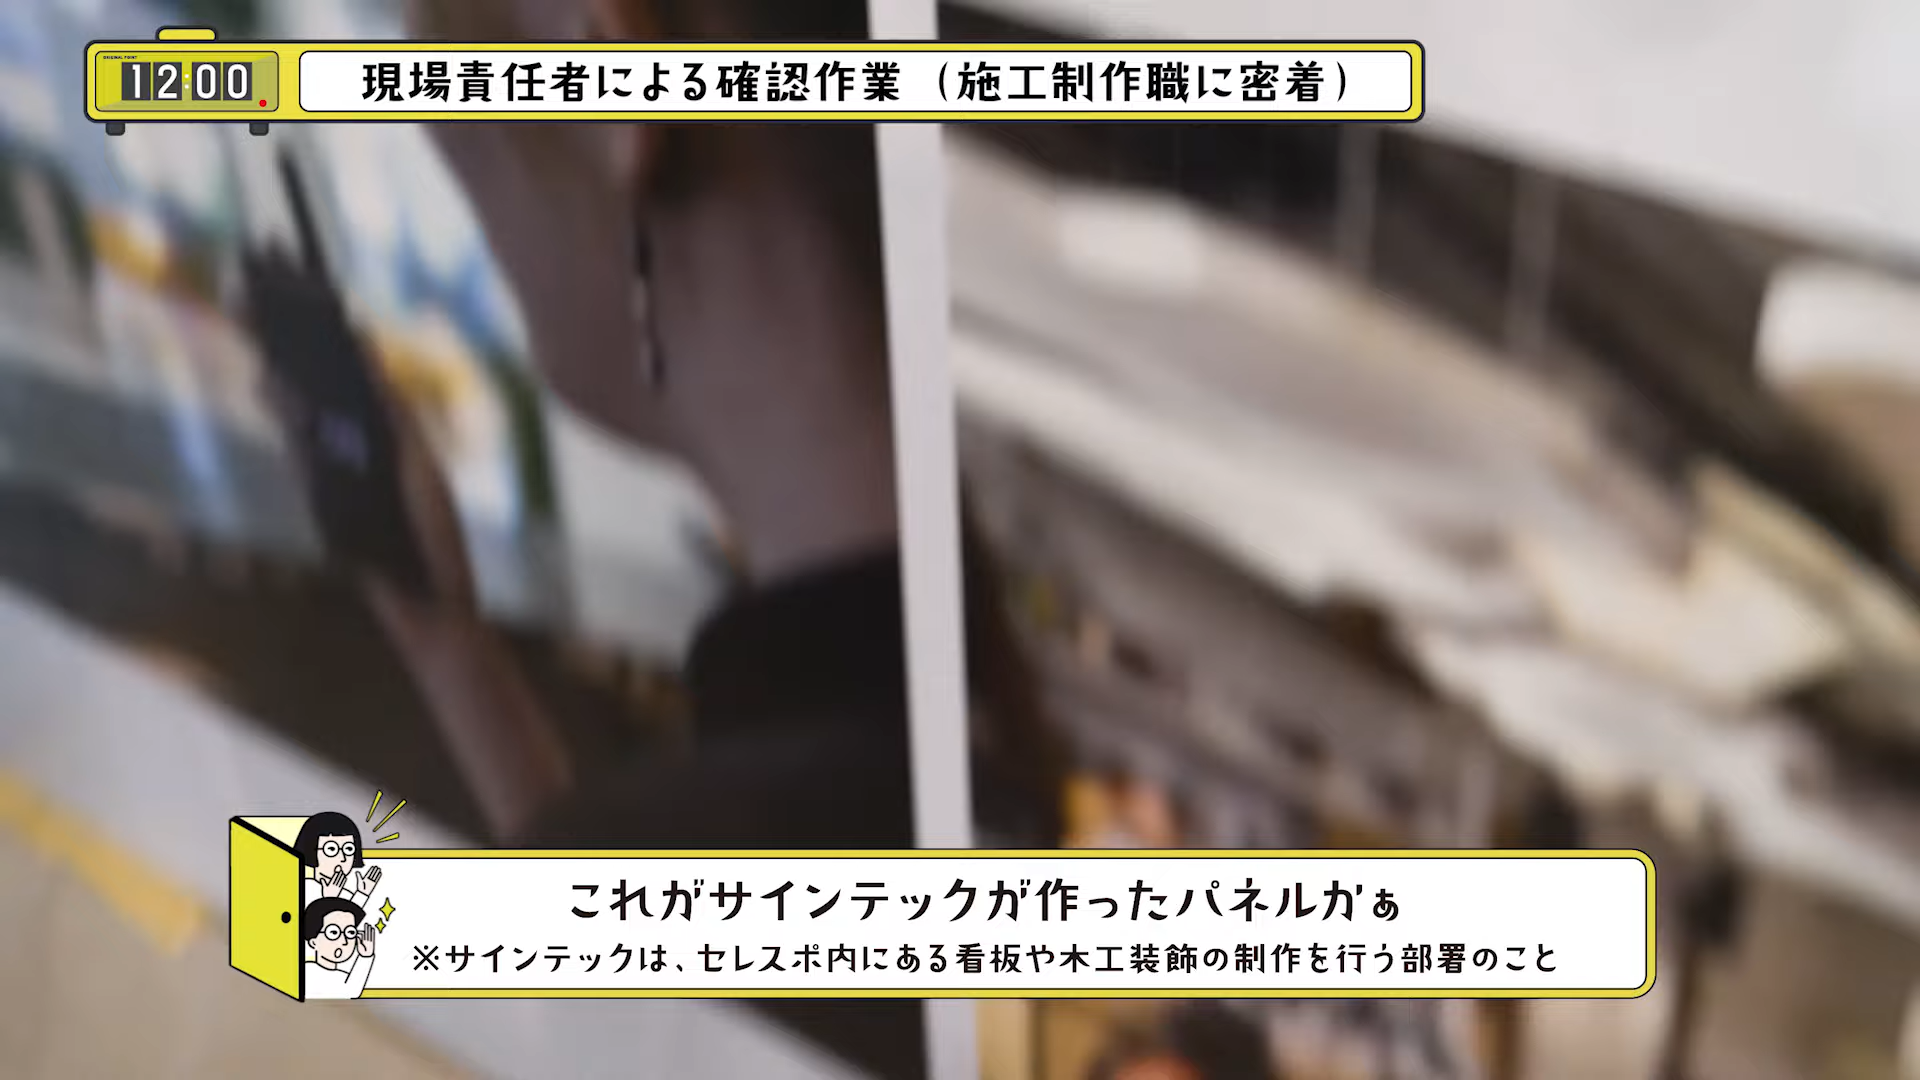 12:00
現場責任者による確認作業（施工制作職に密着）
これがサインテックが作ったパネルかぁ
※サインテックは、セレスポ内にある看板や木工装飾の制作を行う部署のこと